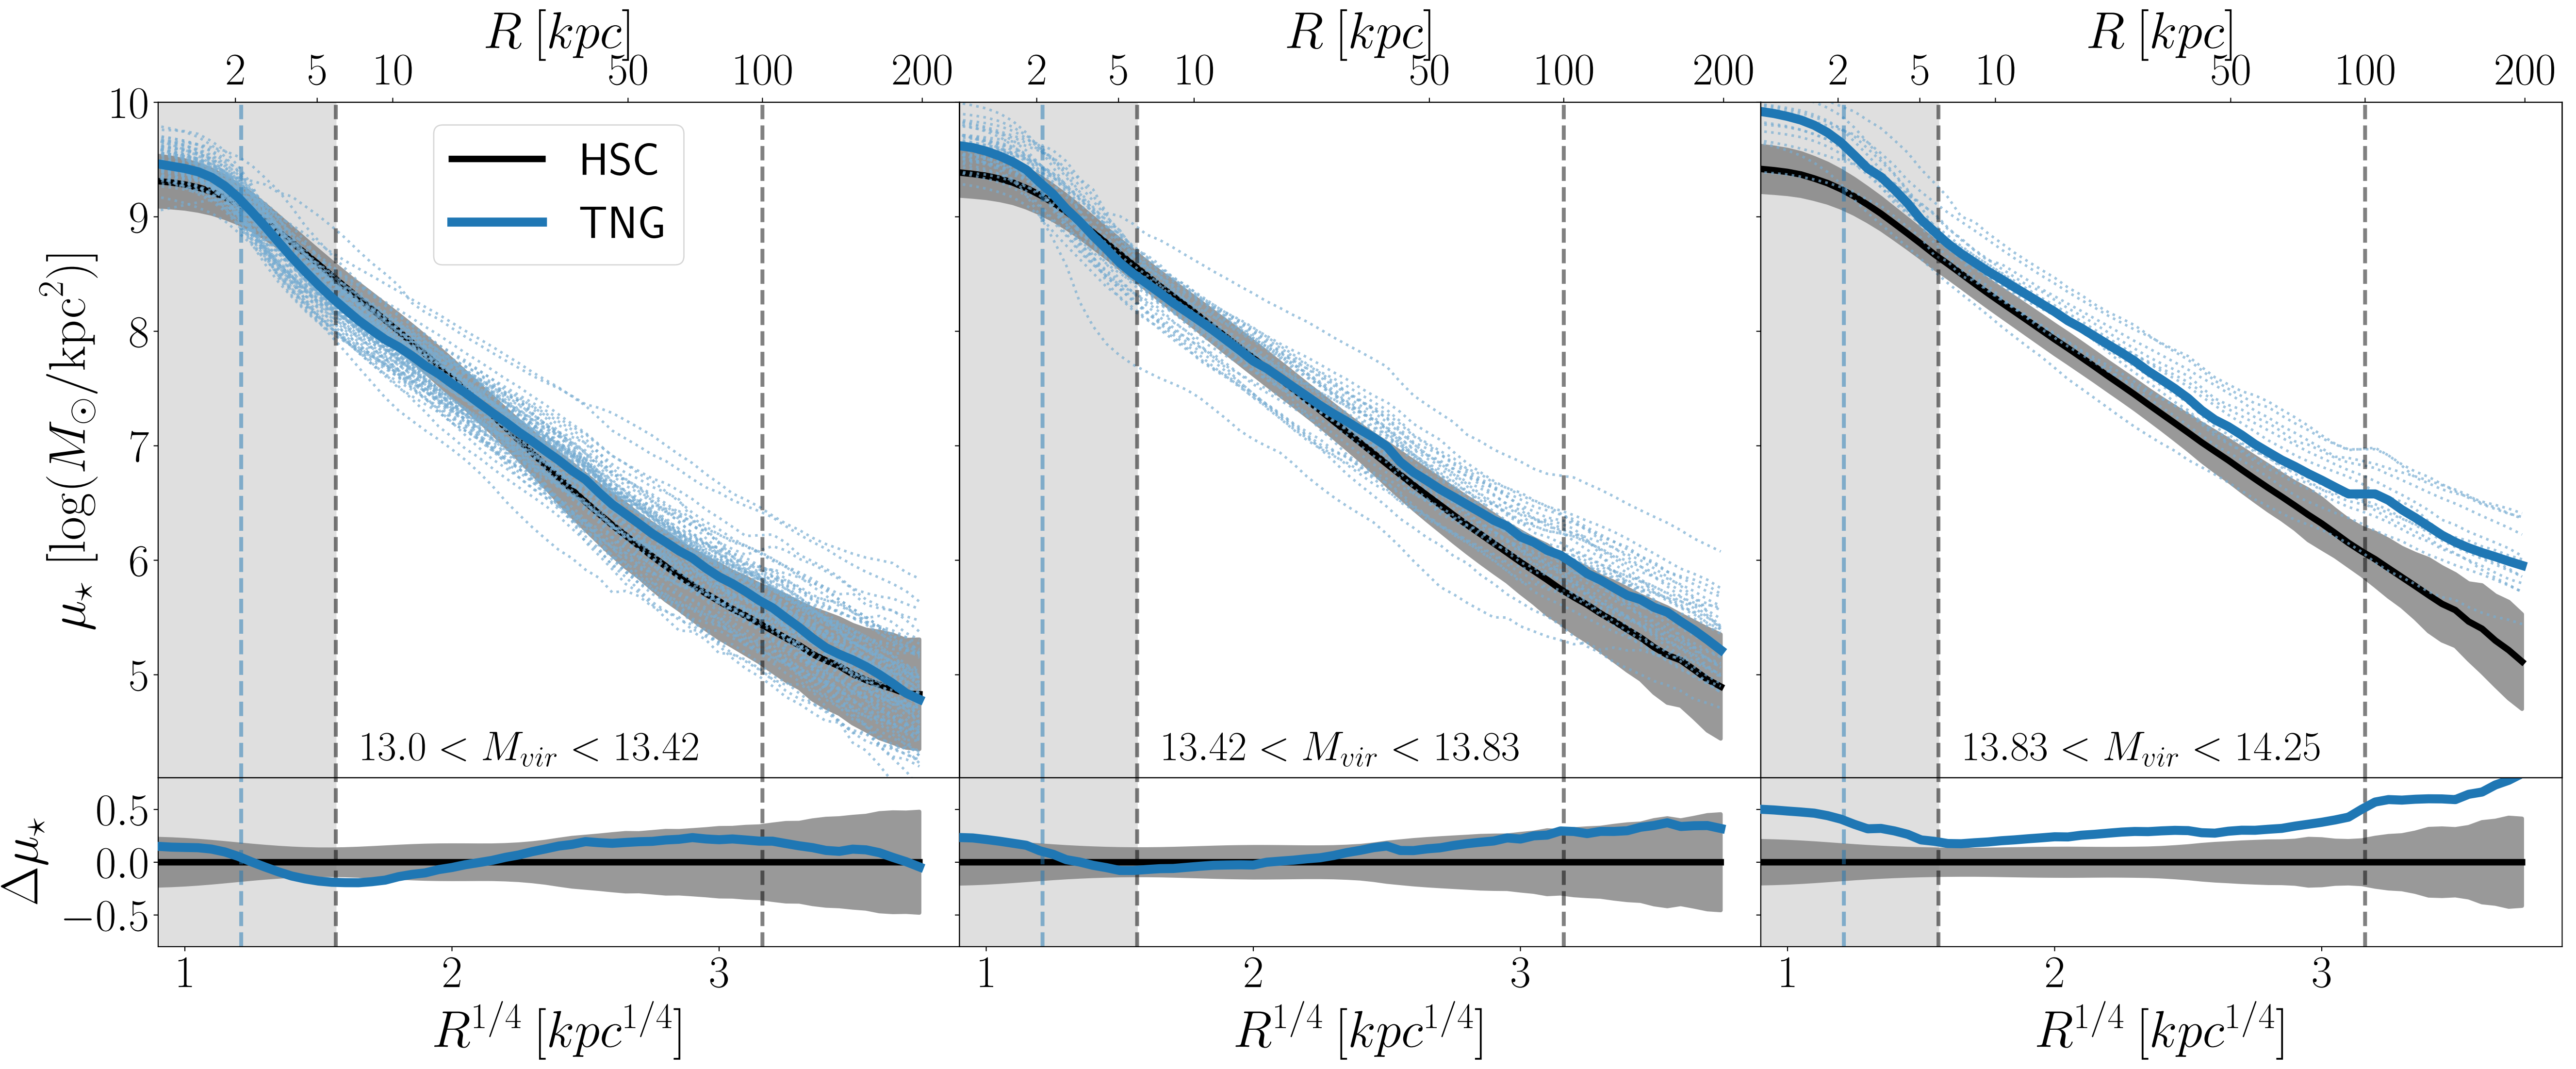 R [kpc] R [kpc] R [kpc]
2 5 10 50 100 200 2 5 10 50 100 200 2 5 10 50 100 200
10
9
8
7
6
5
μ⋆ [log(M⊙/kpc²)]
HSC
TNG
13.0 < M_vir < 13.42 13.42 < M_vir < 13.83 13.83 < M_vir < 14.25
0.5
0.0
−0.5
Δμ⋆
1 2 3 1 2 3 1 2 3
R^1/4 [kpc^1/4] R^1/4 [kpc^1/4] R^1/4 [kpc^1/4]